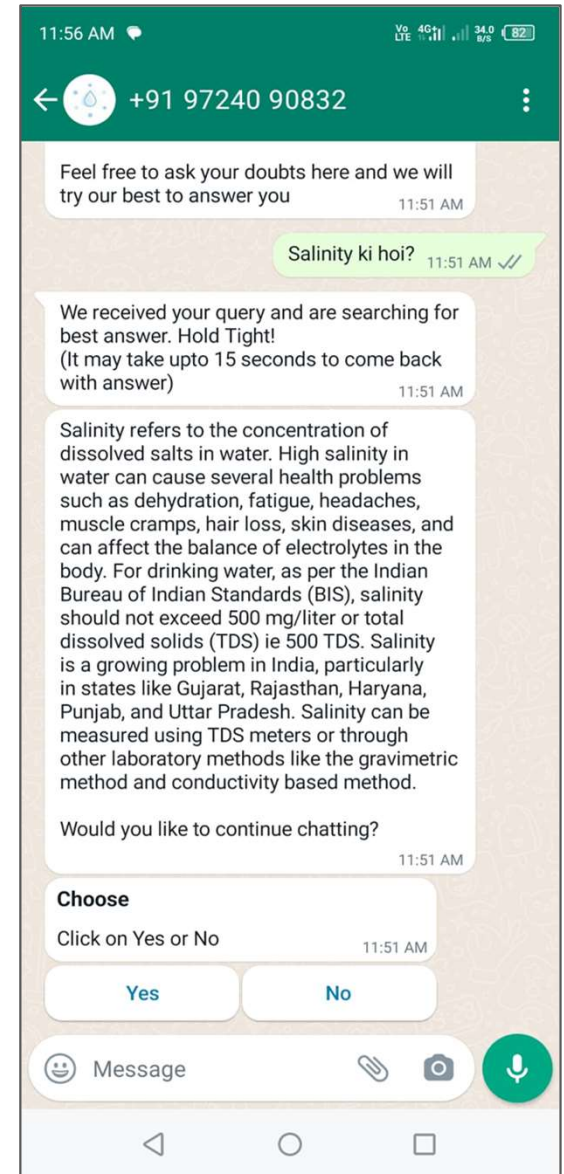 11:56 AM
Vo LTE 4G+ 34.0 B/S 82
+91 97240 90832
Feel free to ask your doubts here and we will
try our best to answer you
11:51 AM
Salinity ki hoi? 11:51 AM
We received your query and are searching for
best answer. Hold Tight!
(It may take upto 15 seconds to come back
with answer)
11:51 AM
Salinity refers to the concentration of
dissolved salts in water. High salinity in
water can cause several health problems
such as dehydration, fatigue, headaches,
muscle cramps, hair loss, skin diseases, and
can affect the balance of electrolytes in the
body. For drinking water, as per the Indian
Bureau of Indian Standards (BIS), salinity
should not exceed 500 mg/liter or total
dissolved solids (TDS) ie 500 TDS. Salinity
is a growing problem in India, particularly
in states like Gujarat, Rajasthan, Haryana,
Punjab, and Uttar Pradesh. Salinity can be
measured using TDS meters or through
other laboratory methods like the gravimetric
method and conductivity based method.
Would you like to continue chatting?
11:51 AM
Choose
Click on Yes or No
11:51 AM
Yes No
Message